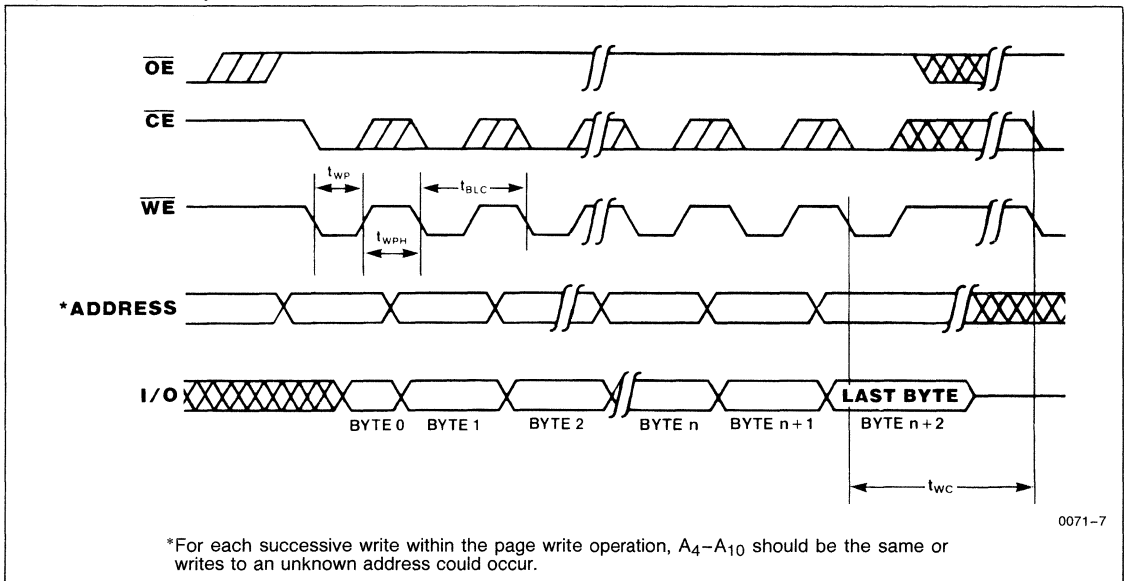 OE
CE
tWP
tBLC
WE
tWPH
*ADDRESS
I/O
LAST BYTE
BYTE 0 BYTE 1 BYTE 2 BYTE n BYTE n+1 BYTE n+2
tWC
0071–7
*For each successive write within the page write operation, A4–A10 should be the same or
writes to an unknown address could occur.